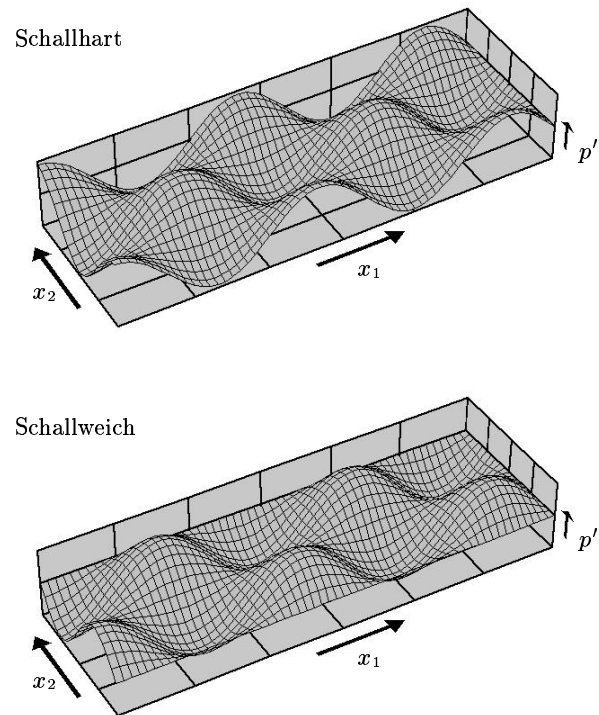 Schallhart
p′
x₂
x₁
Schallweich
p′
x₂
x₁